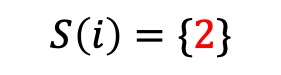 S(i) = {2}